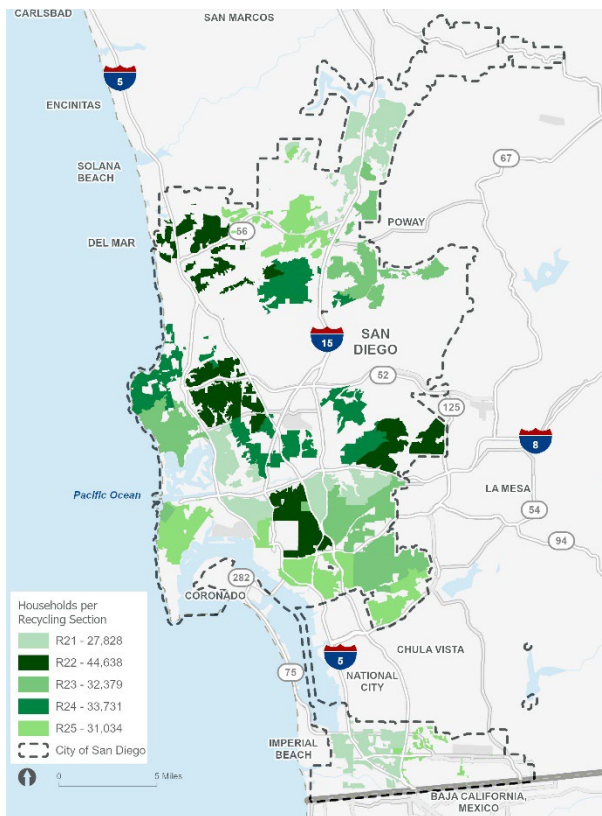 CARLSBAD
SAN MARCOS
5
ENCINITAS
SOLANA
BEACH
67
POWAY
DEL MAR
56
15
SAN
DIEGO
52
125
8
Pacific Ocean
LA MESA
54
94
282
CORONADO
Households per
Recycling Section
R21 - 27,828
R22 - 44,638
R23 - 32,379
R24 - 33,731
R25 - 31,034
City of San Diego
0 5 Miles
5
CHULA VISTA
75
NATIONAL
CITY
IMPERIAL
BEACH
BAJA CALIFORNIA,
MEXICO